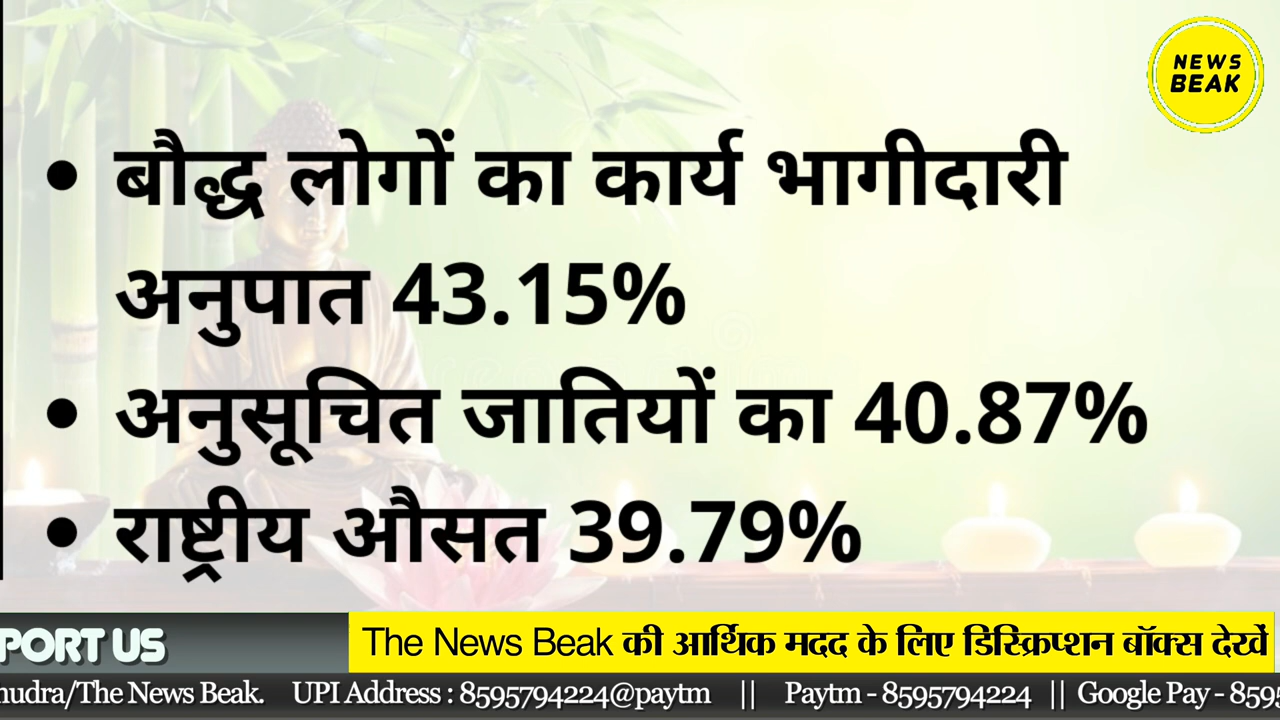 NEWS
BEAK
• बौद्ध लोगों का कार्य भागीदारी
अनुपात 43.15%
• अनुसूचित जातियों का 40.87%
• राष्ट्रीय औसत 39.79%
PORT US
The News Beak की आर्थिक मदद के लिए डिस्क्रिप्शन बॉक्स देखें
hudra/The News Beak. UPI Address : 8595794224@paytm || Paytm - 8595794224 || Google Pay - 859